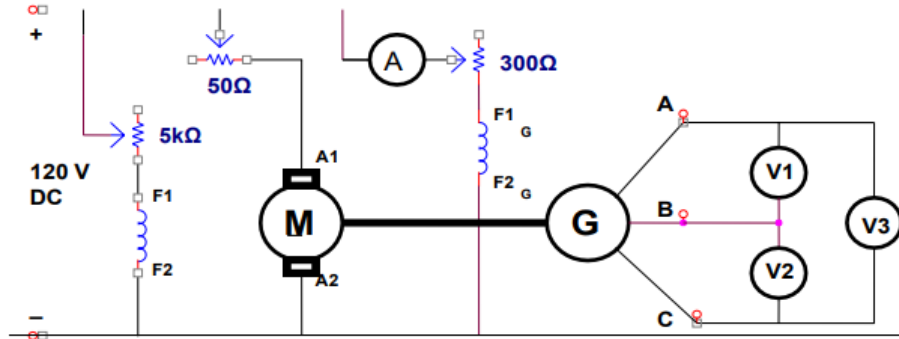 +
5kΩ
120 V
DC
F1
F2
–
50Ω
A1
M
A2
A
300Ω
F1 G
F2 G
G
A
B
C
V1
V2
V3